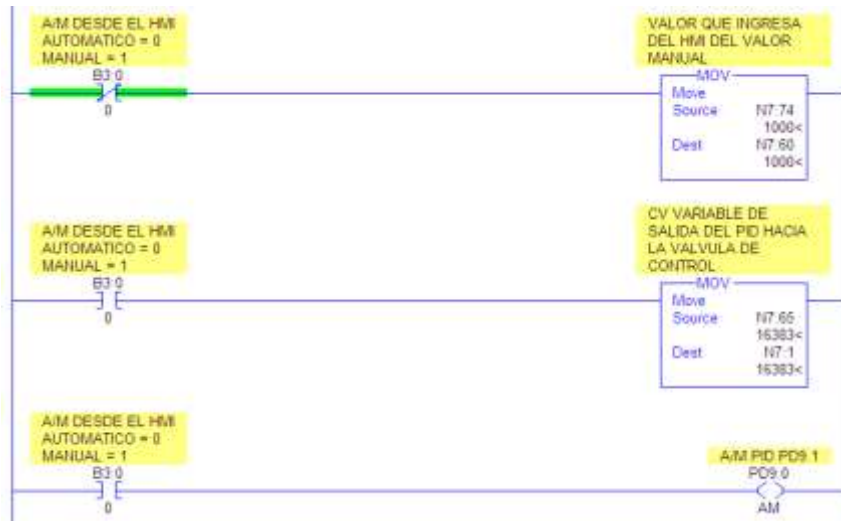 A/M DESDE EL HMI
AUTOMATICO = 0
MANUAL = 1
B3:0
0
VALOR QUE INGRESA
DEL HMI DEL VALOR
MANUAL
MOV
Move
Source N7:74
1000<
Dest N7:60
1000<
A/M DESDE EL HMI
AUTOMATICO = 0
MANUAL = 1
B3:0
0
CV VARIABLE DE
SALIDA DEL PID HACIA
LA VALVULA DE
CONTROL
MOV
Move
Source N7:65
16383<
Dest N7:1
16383<
A/M DESDE EL HMI
AUTOMATICO = 0
MANUAL = 1
B3:0
0
A/M PID PD9:1
PD9:0
AM